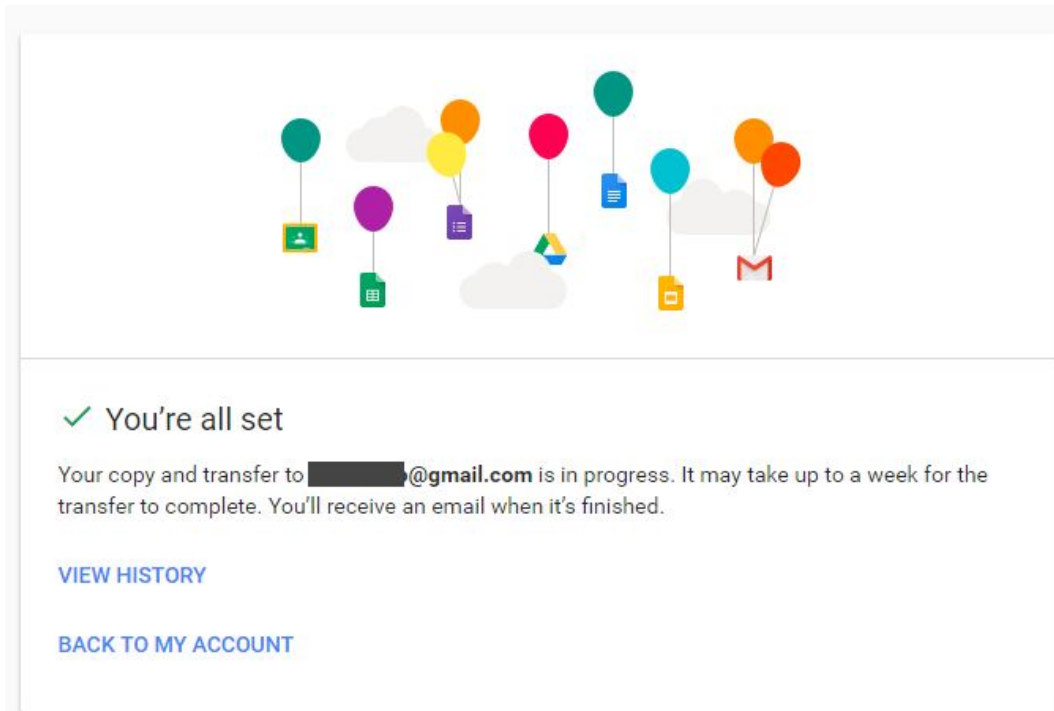 You’re all set
Your copy and transfer to @gmail.com is in progress. It may take up to a week for the
transfer to complete. You’ll receive an email when it’s finished.
VIEW HISTORY
BACK TO MY ACCOUNT